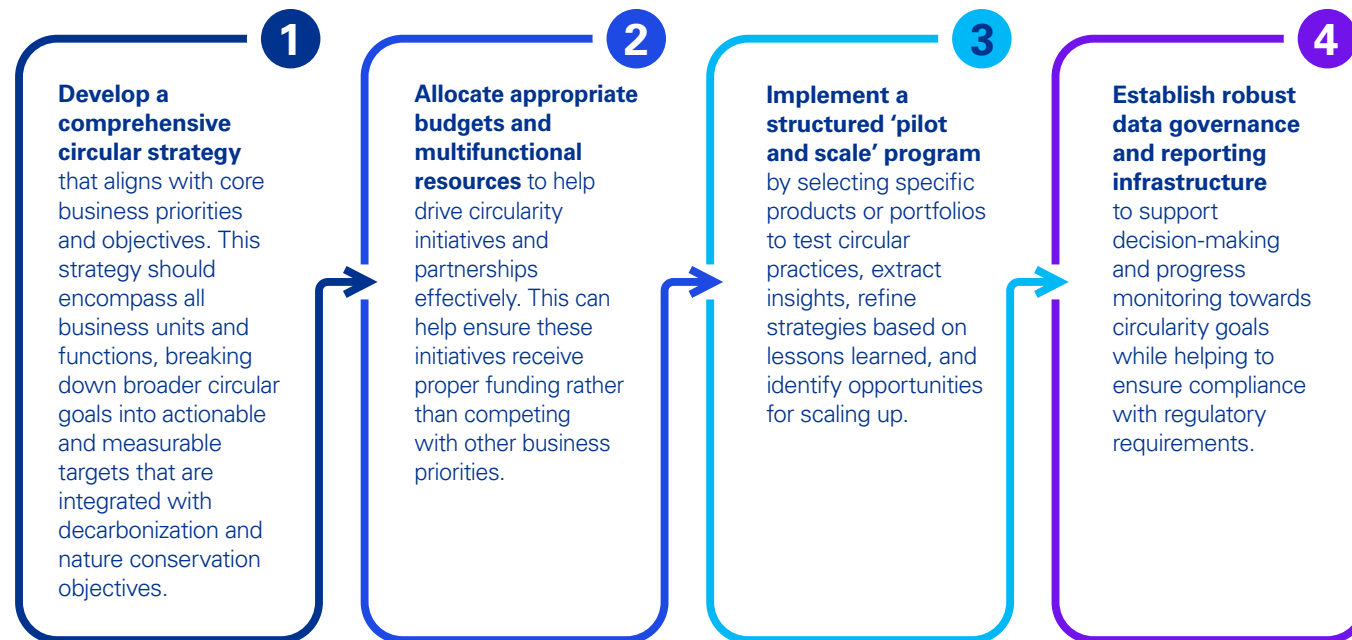 1
Develop a
comprehensive
circular strategy
that aligns with core
business priorities
and objectives. This
strategy should
encompass all
business units and
functions, breaking
down broader circular
goals into actionable
and measurable
targets that are
integrated with
decarbonization and
nature conservation
objectives.
2
Allocate appropriate
budgets and
multifunctional
resources to help
drive circularity
initiatives and
partnerships
effectively. This can
help ensure these
initiatives receive
proper funding rather
than competing
with other business
priorities.
3
Implement a
structured ‘pilot
and scale’ program
by selecting specific
products or portfolios
to test circular
practices, extract
insights, refine
strategies based on
lessons learned, and
identify opportunities
for scaling up.
4
Establish robust
data governance
and reporting
infrastructure
to support
decision-making
and progress
monitoring towards
circularity goals
while helping to
ensure compliance
with regulatory
requirements.